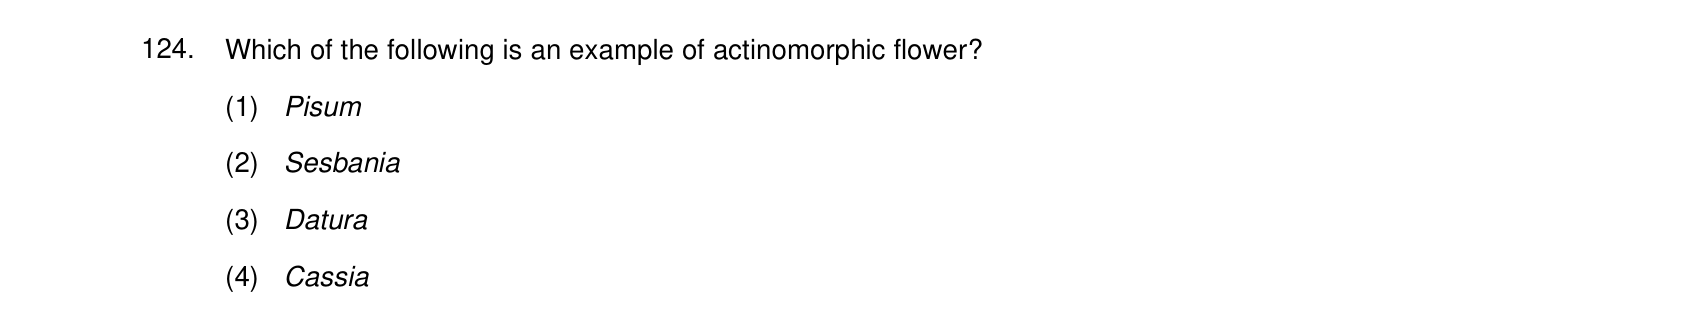 124. Which of the following is an example of actinomorphic flower?
(1) Pisum
(2) Sesbania
(3) Datura
(4) Cassia